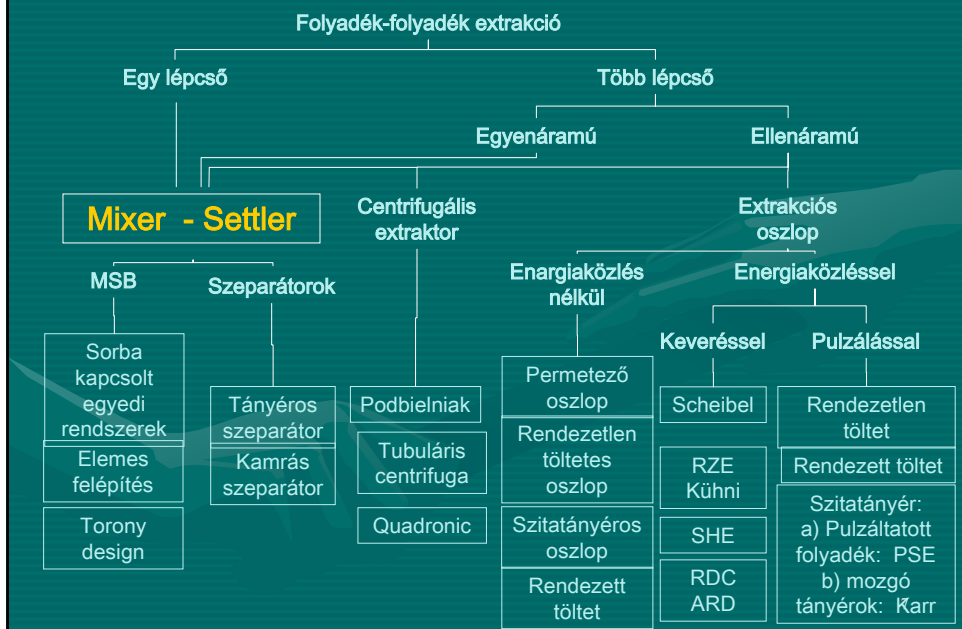 Folyadék-folyadék extrakció
Egy lépcső
Több lépcső
Egyenáramú
Ellenáramú
Mixer - Settler
Centrifugális
extraktor
Extrakciós
oszlop
MSB
Szeparátorok
Enargiaközlés
nélkül
Energiaközléssel
Keveréssel
Pulzálással
Sorba
kapcsolt
egyedi
rendszerek
Elemes
felépítés
Torony
design
Tányéros
szeparátor
Kamrás
szeparátor
Podbielniak
Tubuláris
centrifuga
Quadronic
Permetező
oszlop
Rendezetlen
töltetes
oszlop
Szitatányéros
oszlop
Rendezett
töltet
Scheibel
RZE
Kühni
SHE
RDC
ARD
Rendezetlen
töltet
Rendezett töltet
Szitatányér:
a) Pulzáltatott
folyadék: PSE
b) mozgó
tányérok: Karr